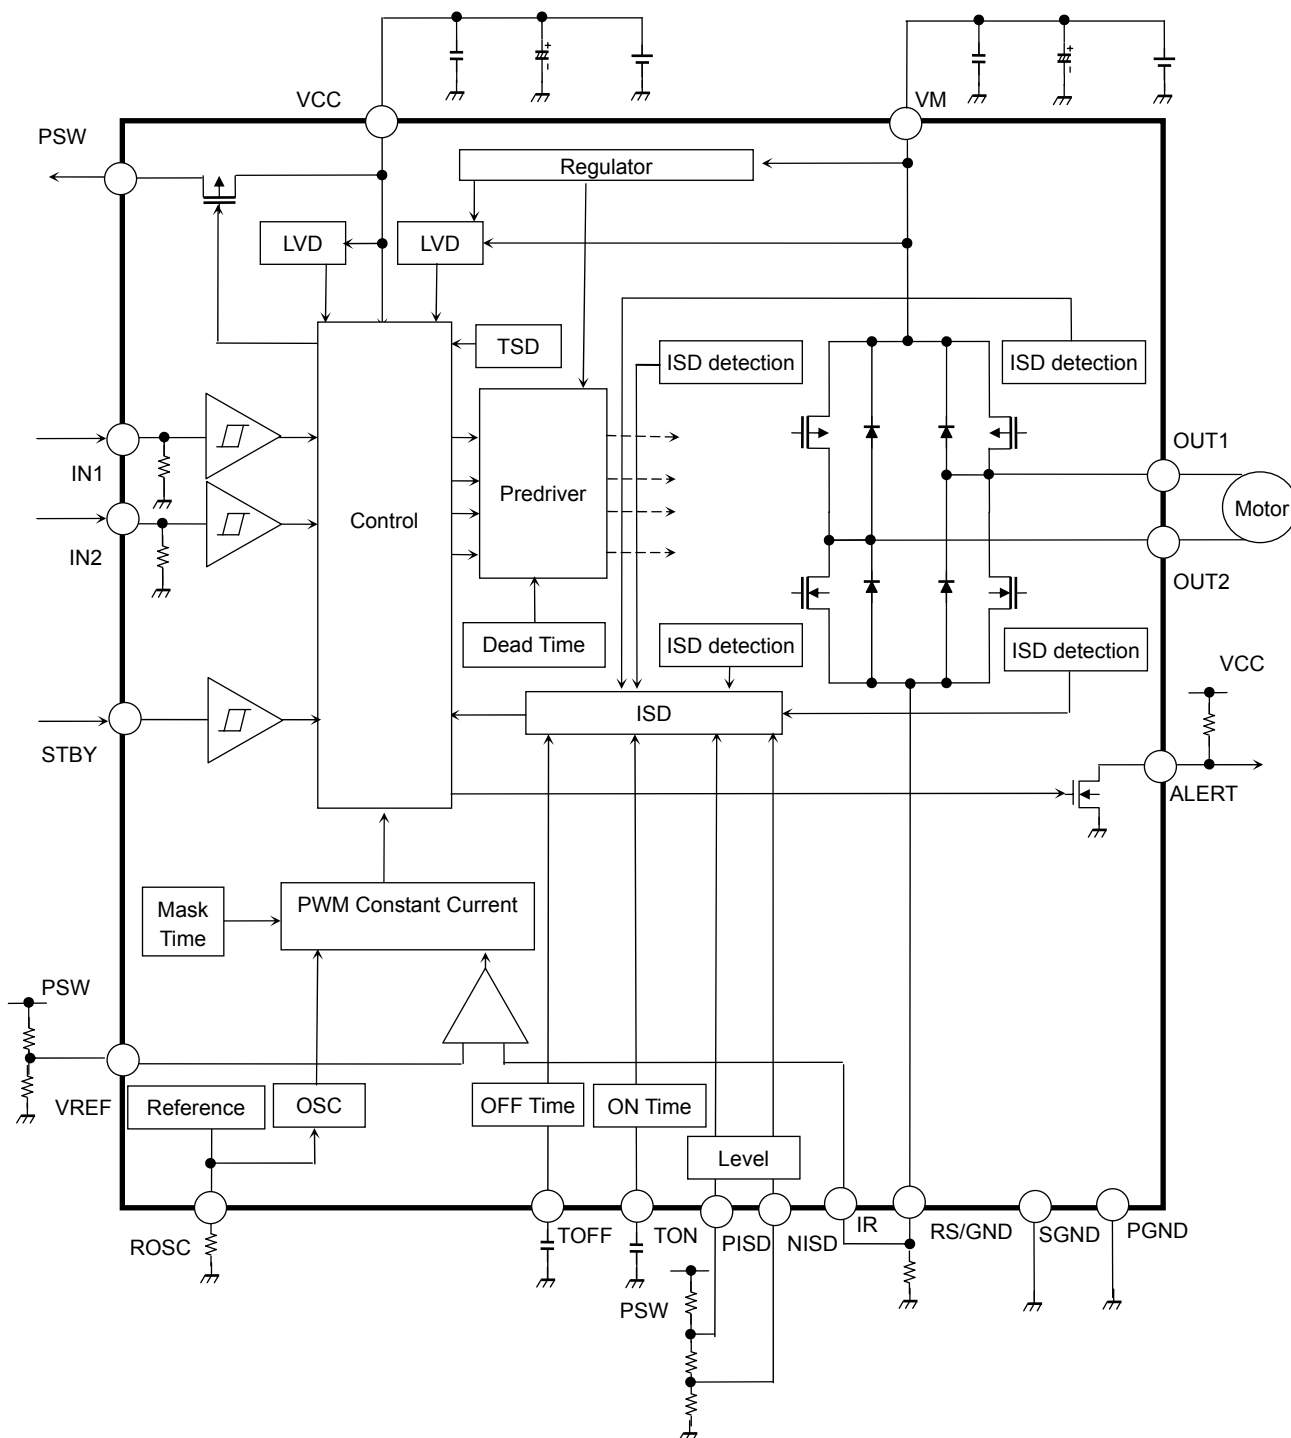 VCC
VM
PSW
Regulator
LVD
LVD
TSD
ISD detection
ISD detection
IN1
OUT1
Control
Predriver
Motor
IN2
OUT2
Dead Time
ISD detection
ISD detection
VCC
STBY
ISD
ALERT
Mask
Time
PWM Constant Current
PSW
VREF
Reference
OSC
OFF Time
ON Time
Level
ROSC
TOFF
TON
PISD
NISD
IR
RS/GND
SGND
PGND
PSW
+
-
+
-